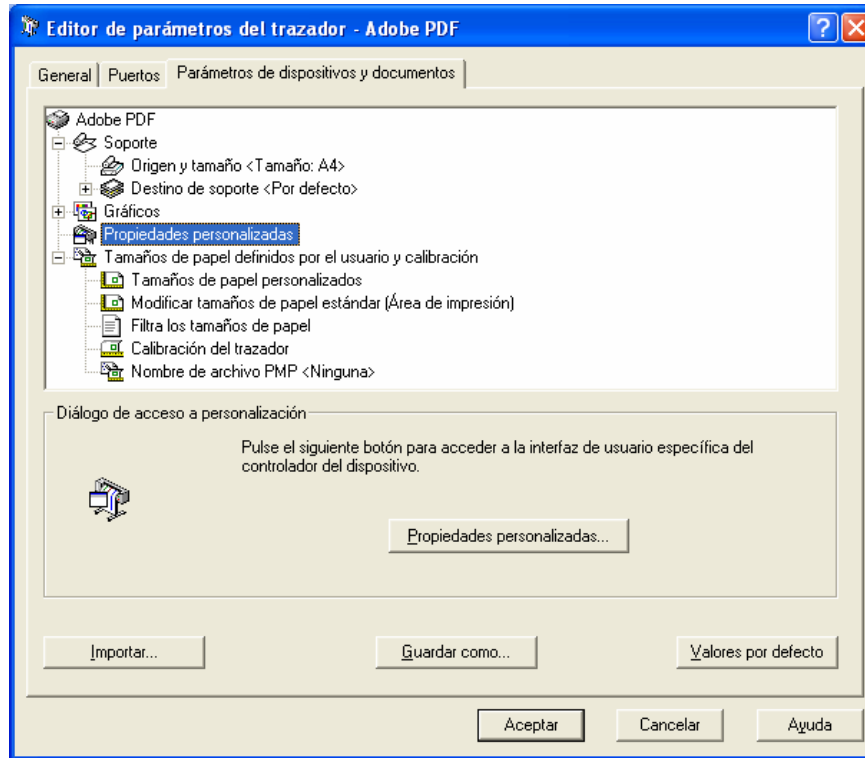 Editor de parámetros del trazador - Adobe PDF
General Puertos Parámetros de dispositivos y documentos
Adobe PDF
Soporte
Origen y tamaño <Tamaño: A4>
Destino de soporte <Por defecto>
Gráficos
Propiedades personalizadas
Tamaños de papel definidos por el usuario y calibración
Tamaños de papel personalizados
Modificar tamaños de papel estándar (Área de impresión)
Filtra los tamaños de papel
Calibración del trazador
Nombre de archivo PMP <Ninguna>
Diálogo de acceso a personalización
Pulse el siguiente botón para acceder a la interfaz de usuario específica del
controlador del dispositivo.
Propiedades personalizadas...
Importar... Guardar como... Valores por defecto
Aceptar Cancelar Ayuda